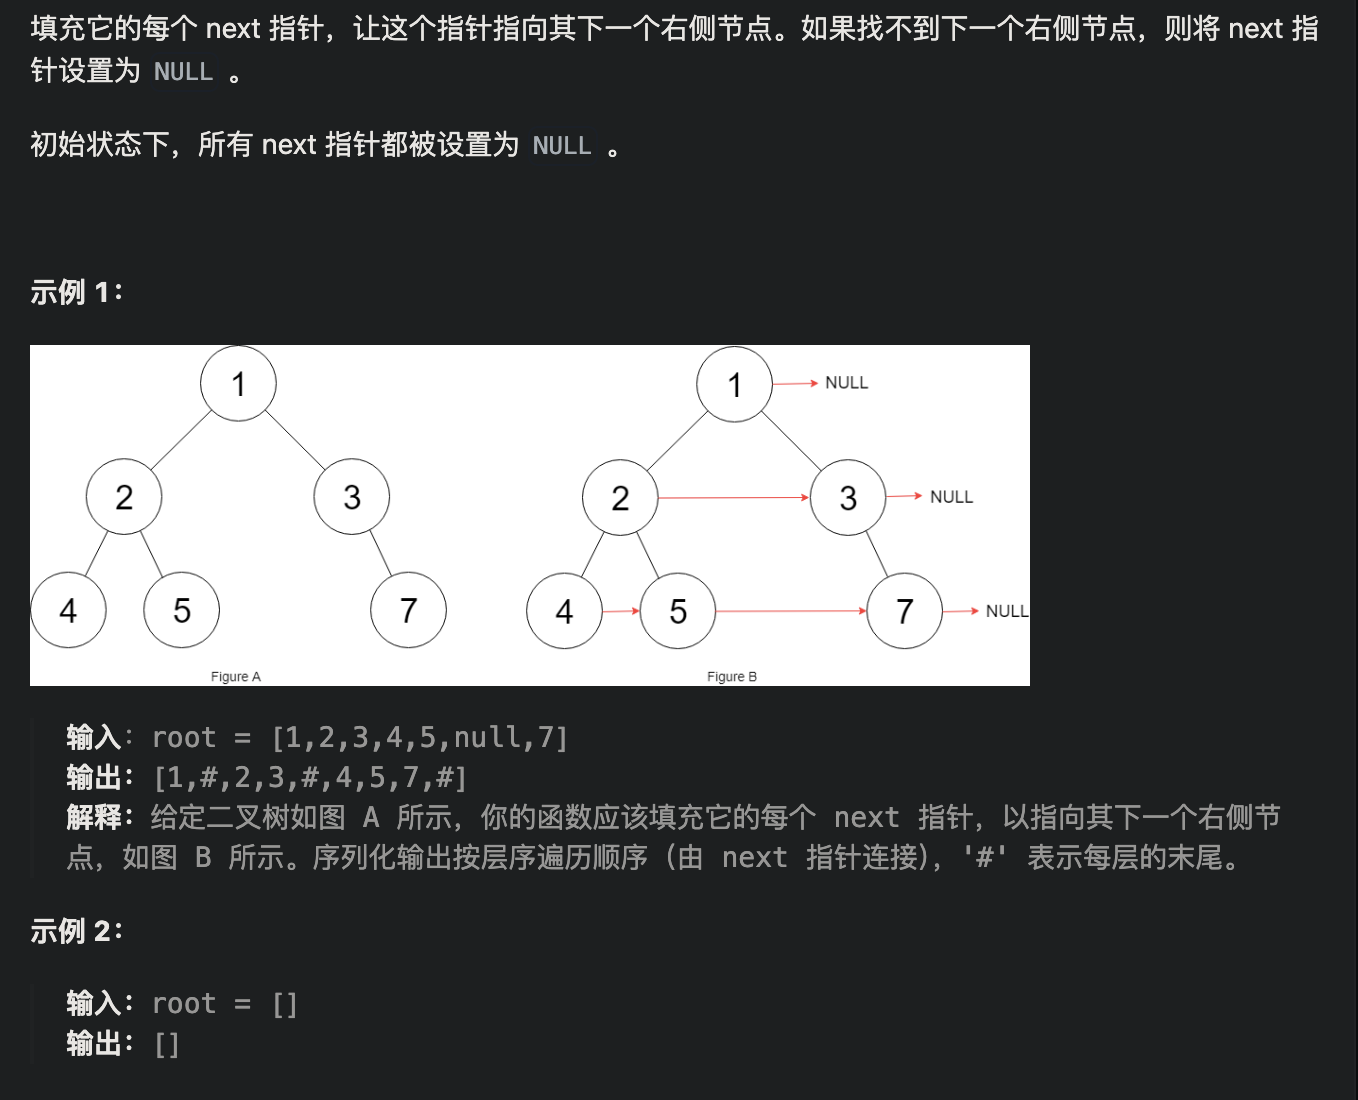 填充它的每个 next 指针，让这个指针指向其下一个右侧节点。如果找不到下一个右侧节点，则将 next 指
针设置为 NULL 。
初始状态下，所有 next 指针都被设置为 NULL 。
示例 1：
1
2
3
4
5
7
Figure A
1
NULL
2
3
NULL
4
5
7
NULL
Figure B
输入：root = [1,2,3,4,5,null,7]
输出：[1,#,2,3,#,4,5,7,#]
解释：给定二叉树如图 A 所示，你的函数应该填充它的每个 next 指针，以指向其下一个右侧节
点，如图 B 所示。序列化输出按层序遍历顺序（由 next 指针连接），'#' 表示每层的末尾。
示例 2：
输入：root = []
输出：[]